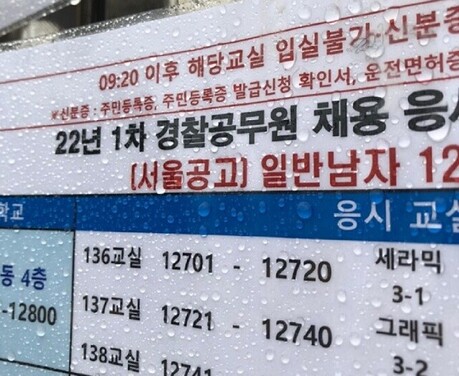 09:20 이후 해당교실 입실불가 신분증
※신분증 : 주민등록증, 주민등록증 발급신청 확인서, 운전면허증
22년 1차 경찰공무원 채용 응시
(서울공고) 일반남자 12
학교 응시 교실
136교실 12701 - 12720 세라믹
동 4층 3-1
-12800 137교실 12721 - 12740 그래픽
3-2
138교실 12741